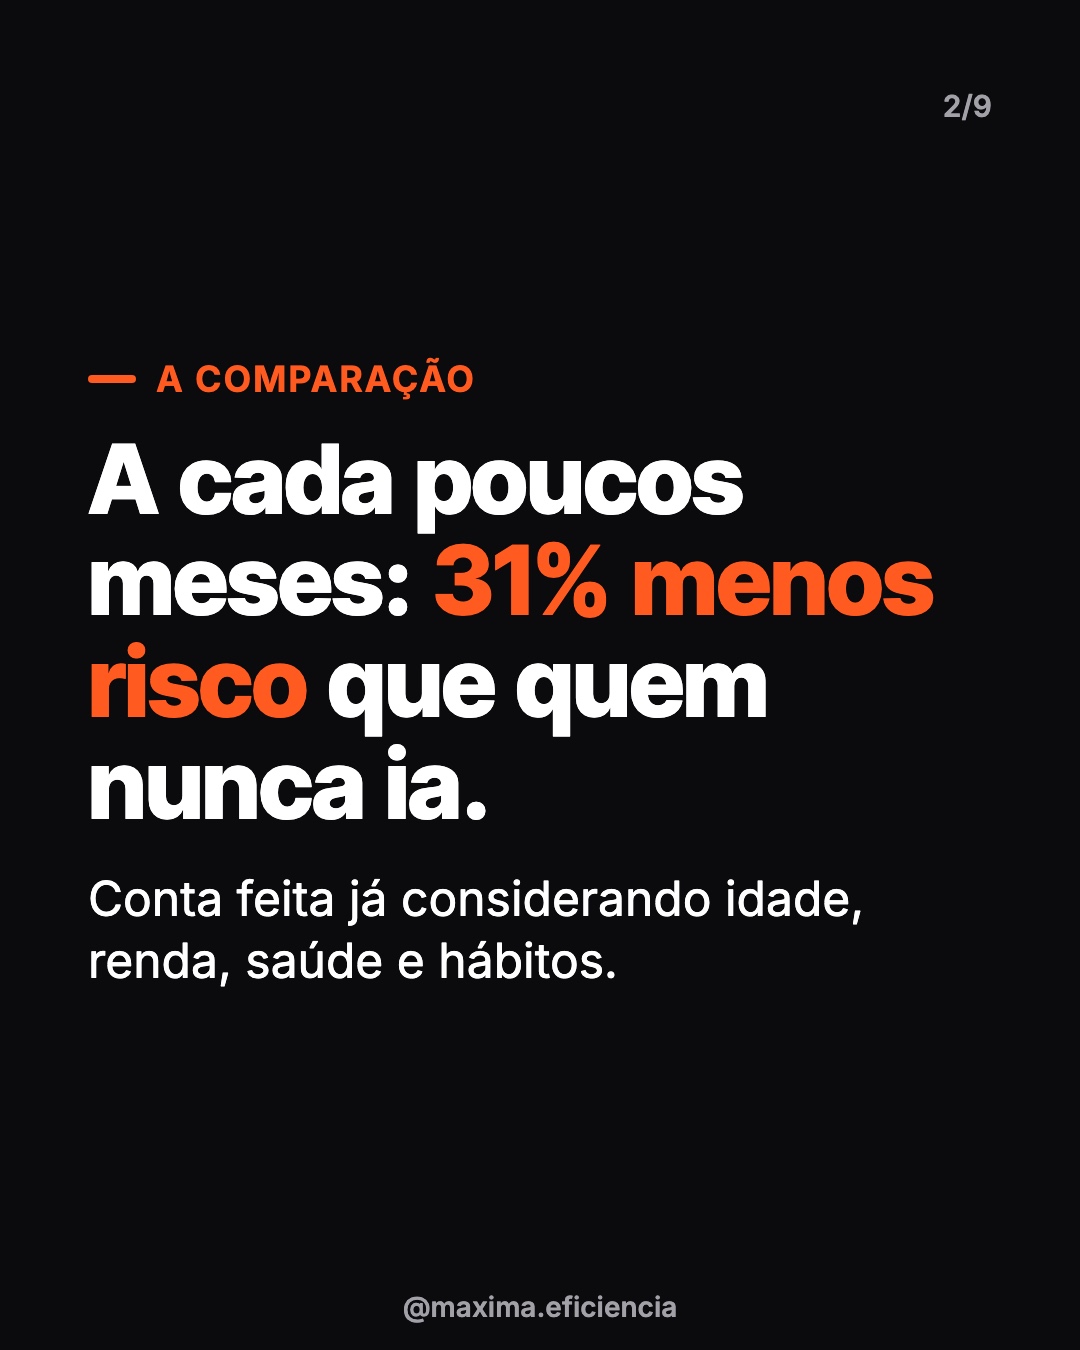 2/9
A COMPARAÇÃO
A cada poucos
meses: 31% menos
risco que quem
nunca ia.
Conta feita já considerando idade,
renda, saúde e hábitos.
@maxima.eficiencia